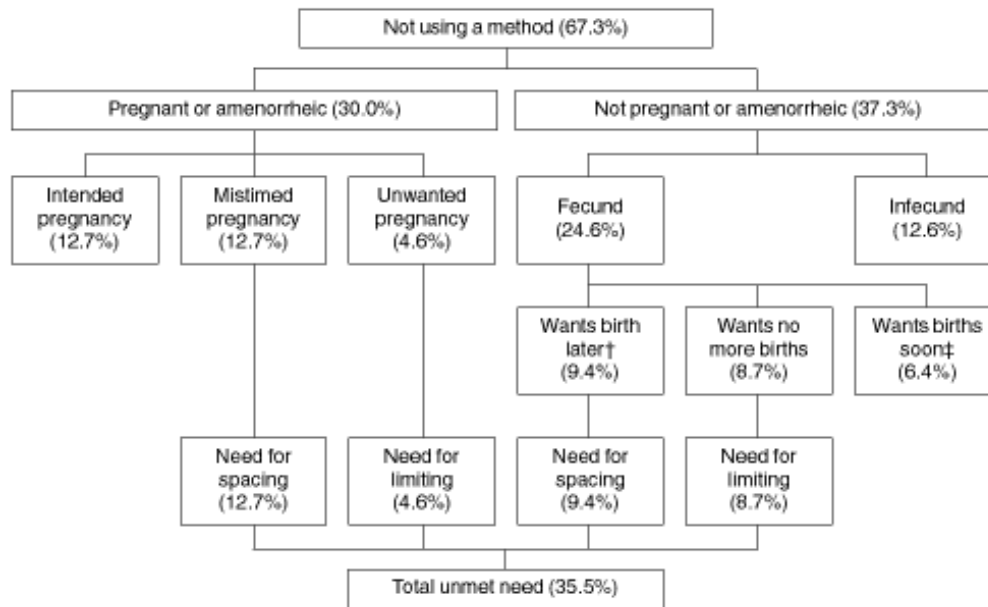 Not using a method (67.3%)
Pregnant or amenorrheic (30.0%)
Not pregnant or amenorrheic (37.3%)
Intended
pregnancy
(12.7%)
Mistimed
pregnancy
(12.7%)
Unwanted
pregnancy
(4.6%)
Fecund
(24.6%)
Infecund
(12.6%)
Wants birth
later†
(9.4%)
Wants no
more births
(8.7%)
Wants births
soon‡
(6.4%)
Need for
spacing
(12.7%)
Need for
limiting
(4.6%)
Need for
spacing
(9.4%)
Need for
limiting
(8.7%)
Total unmet need (35.5%)